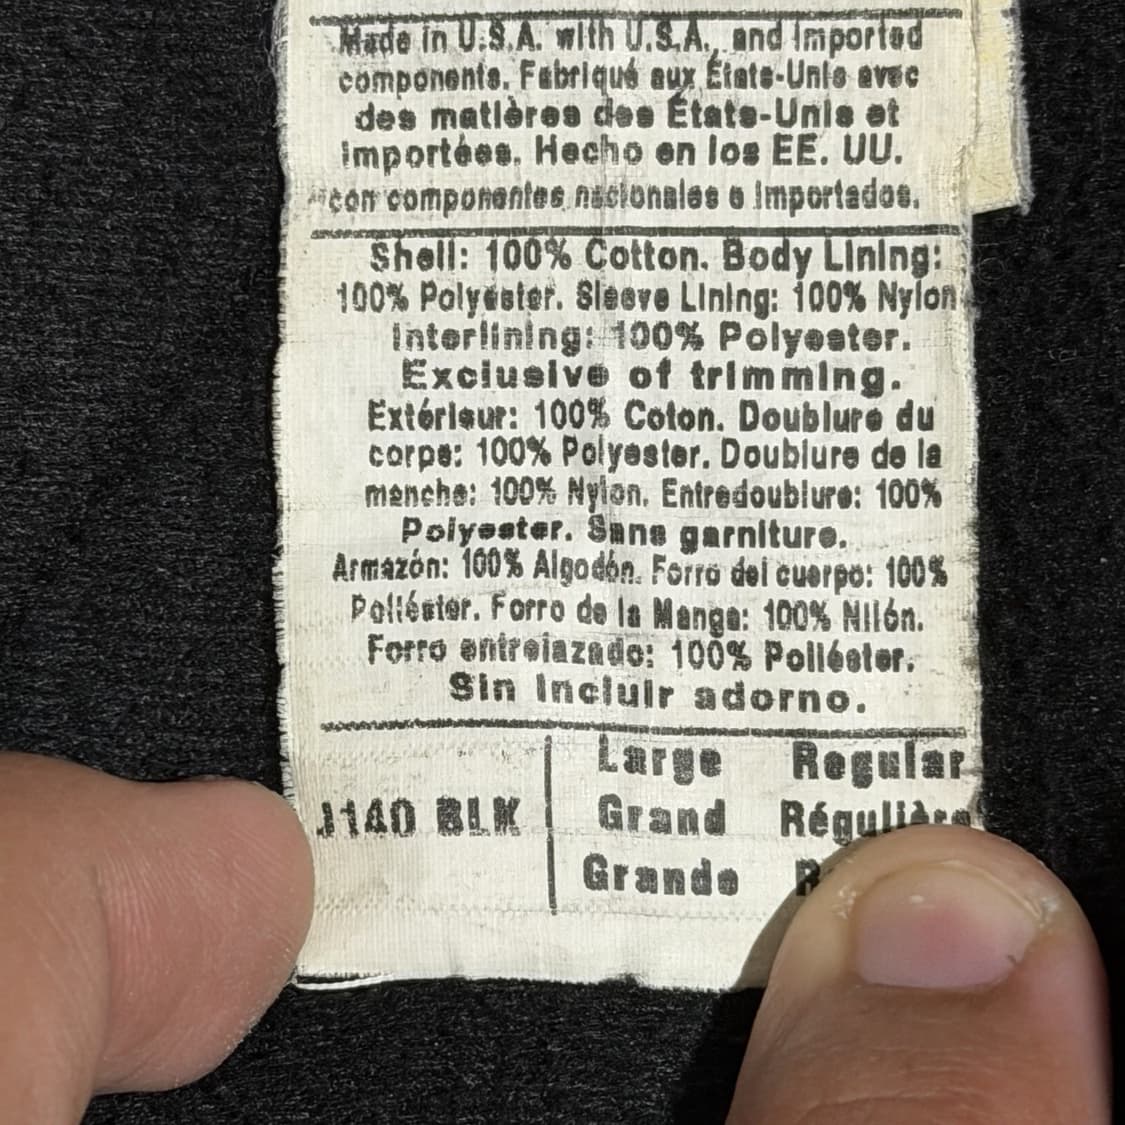 Made in U.S.A. with U.S.A., and imported
components. Fabriqué aux États-Unis avec
des matières des États-Unis et
importées. Hecho en los EE. UU.
con componentes nacionales e importados.
Shell: 100% Cotton. Body Lining:
100% Polyester. Sleeve Lining: 100% Nylon
Interlining: 100% Polyester.
Exclusive of trimming.
Extérieur: 100% Coton. Doublure du
corps: 100% Polyester. Doublure de la
manche: 100% Nylon. Entredoublure: 100%
Polyester. Sans garniture.
Armazón: 100% Algodón. Forro del cuerpo: 100%
Poliéster. Forro de la Manga: 100% Nilón.
Forro entrelazado: 100% Poliéster.
Sin incluir adorno.
J140 BLK
Large Regular
Grand Régulière
Grande